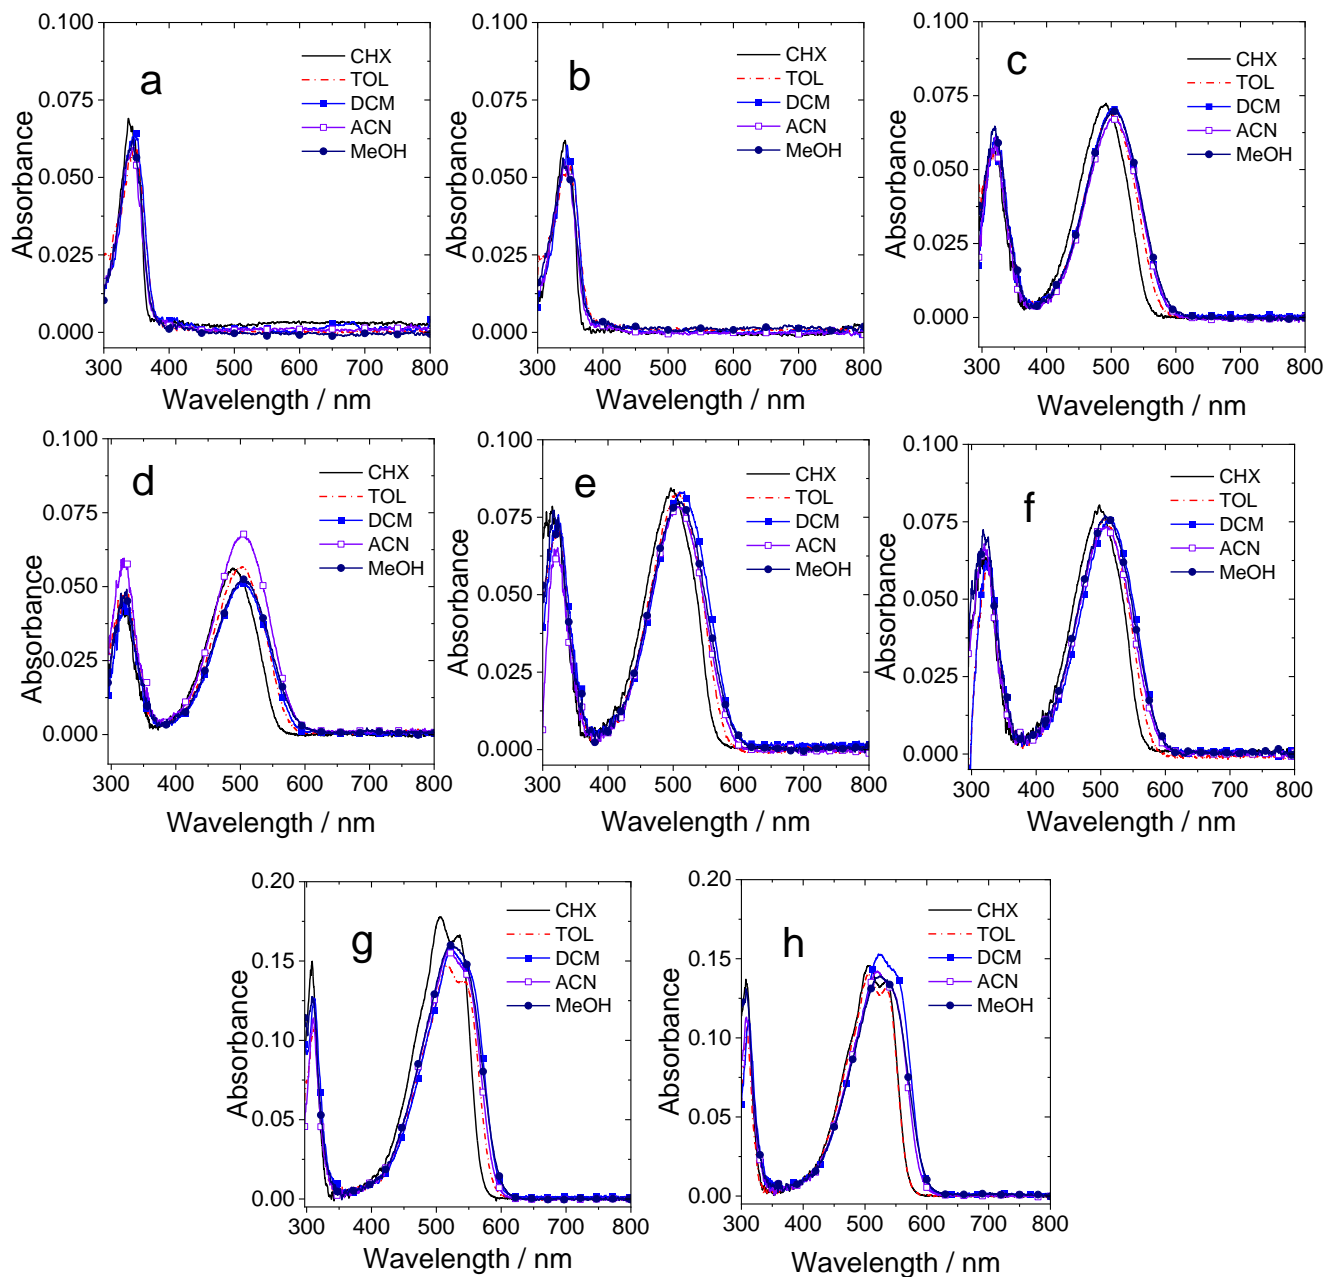 a
CHX
TOL
DCM
ACN
MeOH
0.100
0.075
0.050
0.025
0.000
300 400 500 600 700 800
Absorbance
Wavelength / nm
b
CHX
TOL
DCM
ACN
MeOH
0.100
0.075
0.050
0.025
0.000
300 400 500 600 700 800
Absorbance
Wavelength / nm
c
CHX
TOL
DCM
ACN
MeOH
0.100
0.075
0.050
0.025
0.000
300 400 500 600 700 800
Absorbance
Wavelength / nm
d
CHX
TOL
DCM
ACN
MeOH
0.100
0.075
0.050
0.025
0.000
300 400 500 600 700 800
Absorbance
Wavelength / nm
e
CHX
TOL
DCM
ACN
MeOH
0.100
0.075
0.050
0.025
0.000
300 400 500 600 700 800
Absorbance
Wavelength / nm
f
CHX
TOL
DCM
ACN
MeOH
0.100
0.075
0.050
0.025
0.000
300 400 500 600 700 800
Absorbance
Wavelength / nm
g
CHX
TOL
DCM
ACN
MeOH
0.20
0.15
0.10
0.05
0.00
300 400 500 600 700 800
Absorbance
Wavelength / nm
h
CHX
TOL
DCM
ACN
MeOH
0.20
0.15
0.10
0.05
0.00
300 400 500 600 700 800
Absorbance
Wavelength / nm